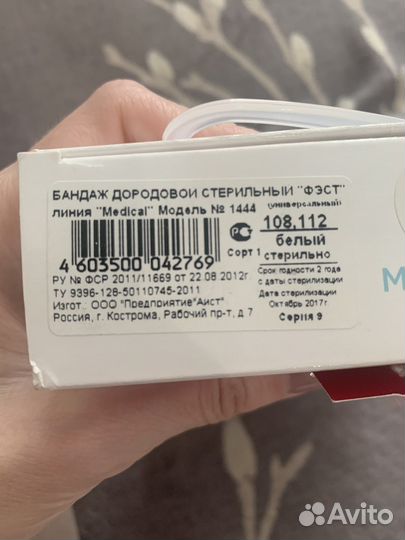 БАНДАЖ ДОРОДОВОЙ СТЕРИЛЬНЫЙ "ФЭСТ"
линия "Medical" Модель № 1444 (универсальный)
108,112
Сорт 1
белый
стерильно
4 603500 042769
РУ № ФСР 2011/11669 от 22.08.2012г.
ТУ 9396-128-50110745-2011
Изгот.: ООО "Предприятие"Аист"
Россия, г. Кострома, Рабочий пр-т, д 7
Срок годности 2 года
с даты стерилизации
Дата стерилизации
Октябрь 2017г.
Серия 9
M
Avito